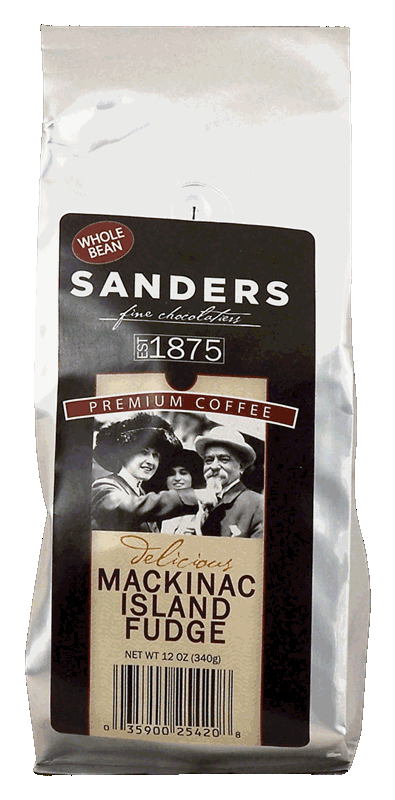 WHOLE
BEAN
SANDERS
fine chocolatiers
EST 1875
PREMIUM COFFEE
delicious
MACKINAC
ISLAND
FUDGE
NET WT 12 OZ (340g)
0 35900 25420 8